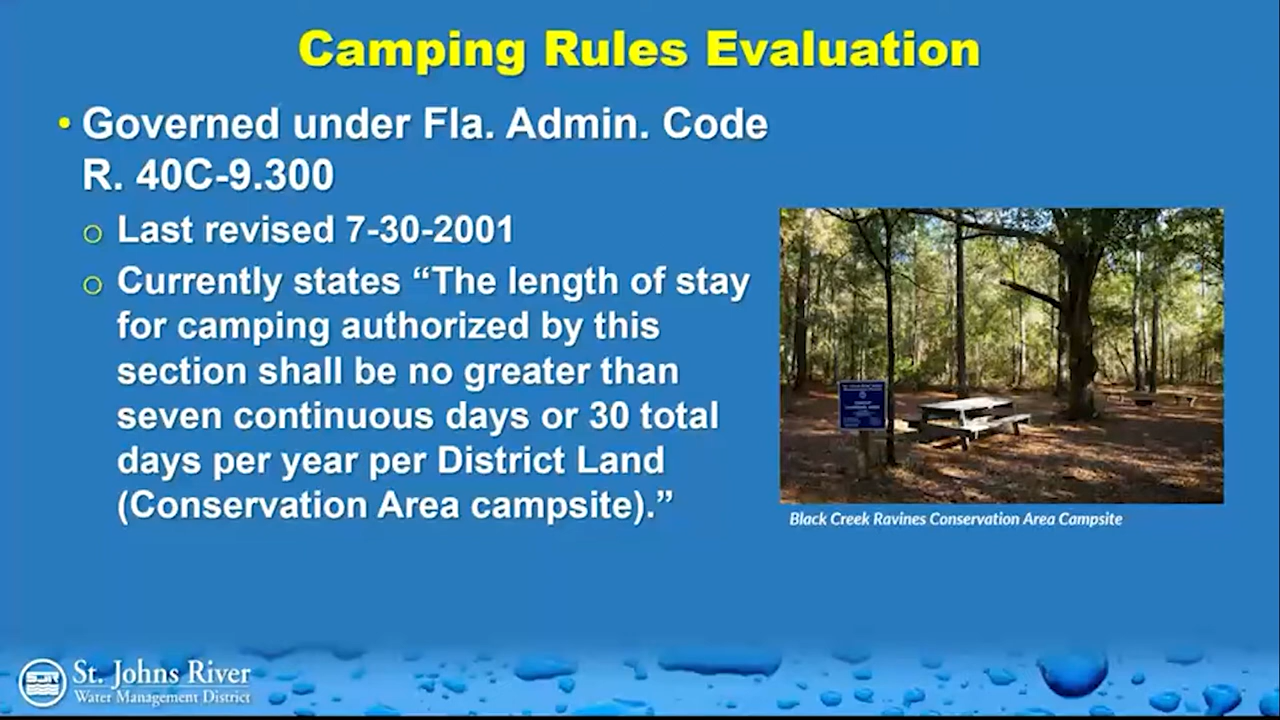 Camping Rules Evaluation
• Governed under Fla. Admin. Code
R. 40C-9.300
o Last revised 7-30-2001
o Currently states “The length of stay
for camping authorized by this
section shall be no greater than
seven continuous days or 30 total
days per year per District Land
(Conservation Area campsite).”
Black Creek Ravines Conservation Area Campsite
St. Johns River
Water Management District